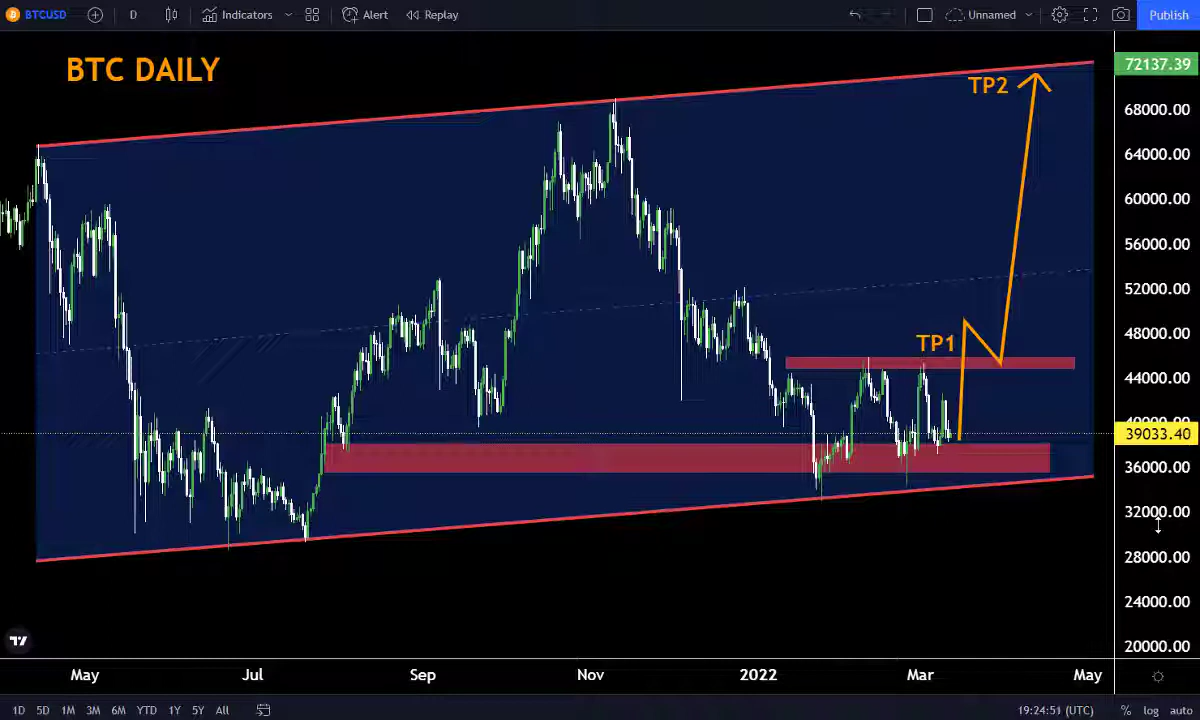 BTCUSD D Indicators Alert Replay Unnamed Publish
BTC DAILY
TP2
TP1
72137.39
68000.00
64000.00
60000.00
56000.00
52000.00
48000.00
44000.00
39033.40
36000.00
32000.00
28000.00
24000.00
20000.00
May Jul Sep Nov 2022 Mar May
1D 5D 1M 3M 6M YTD 1Y 5Y All 19:24:51 (UTC) % log auto